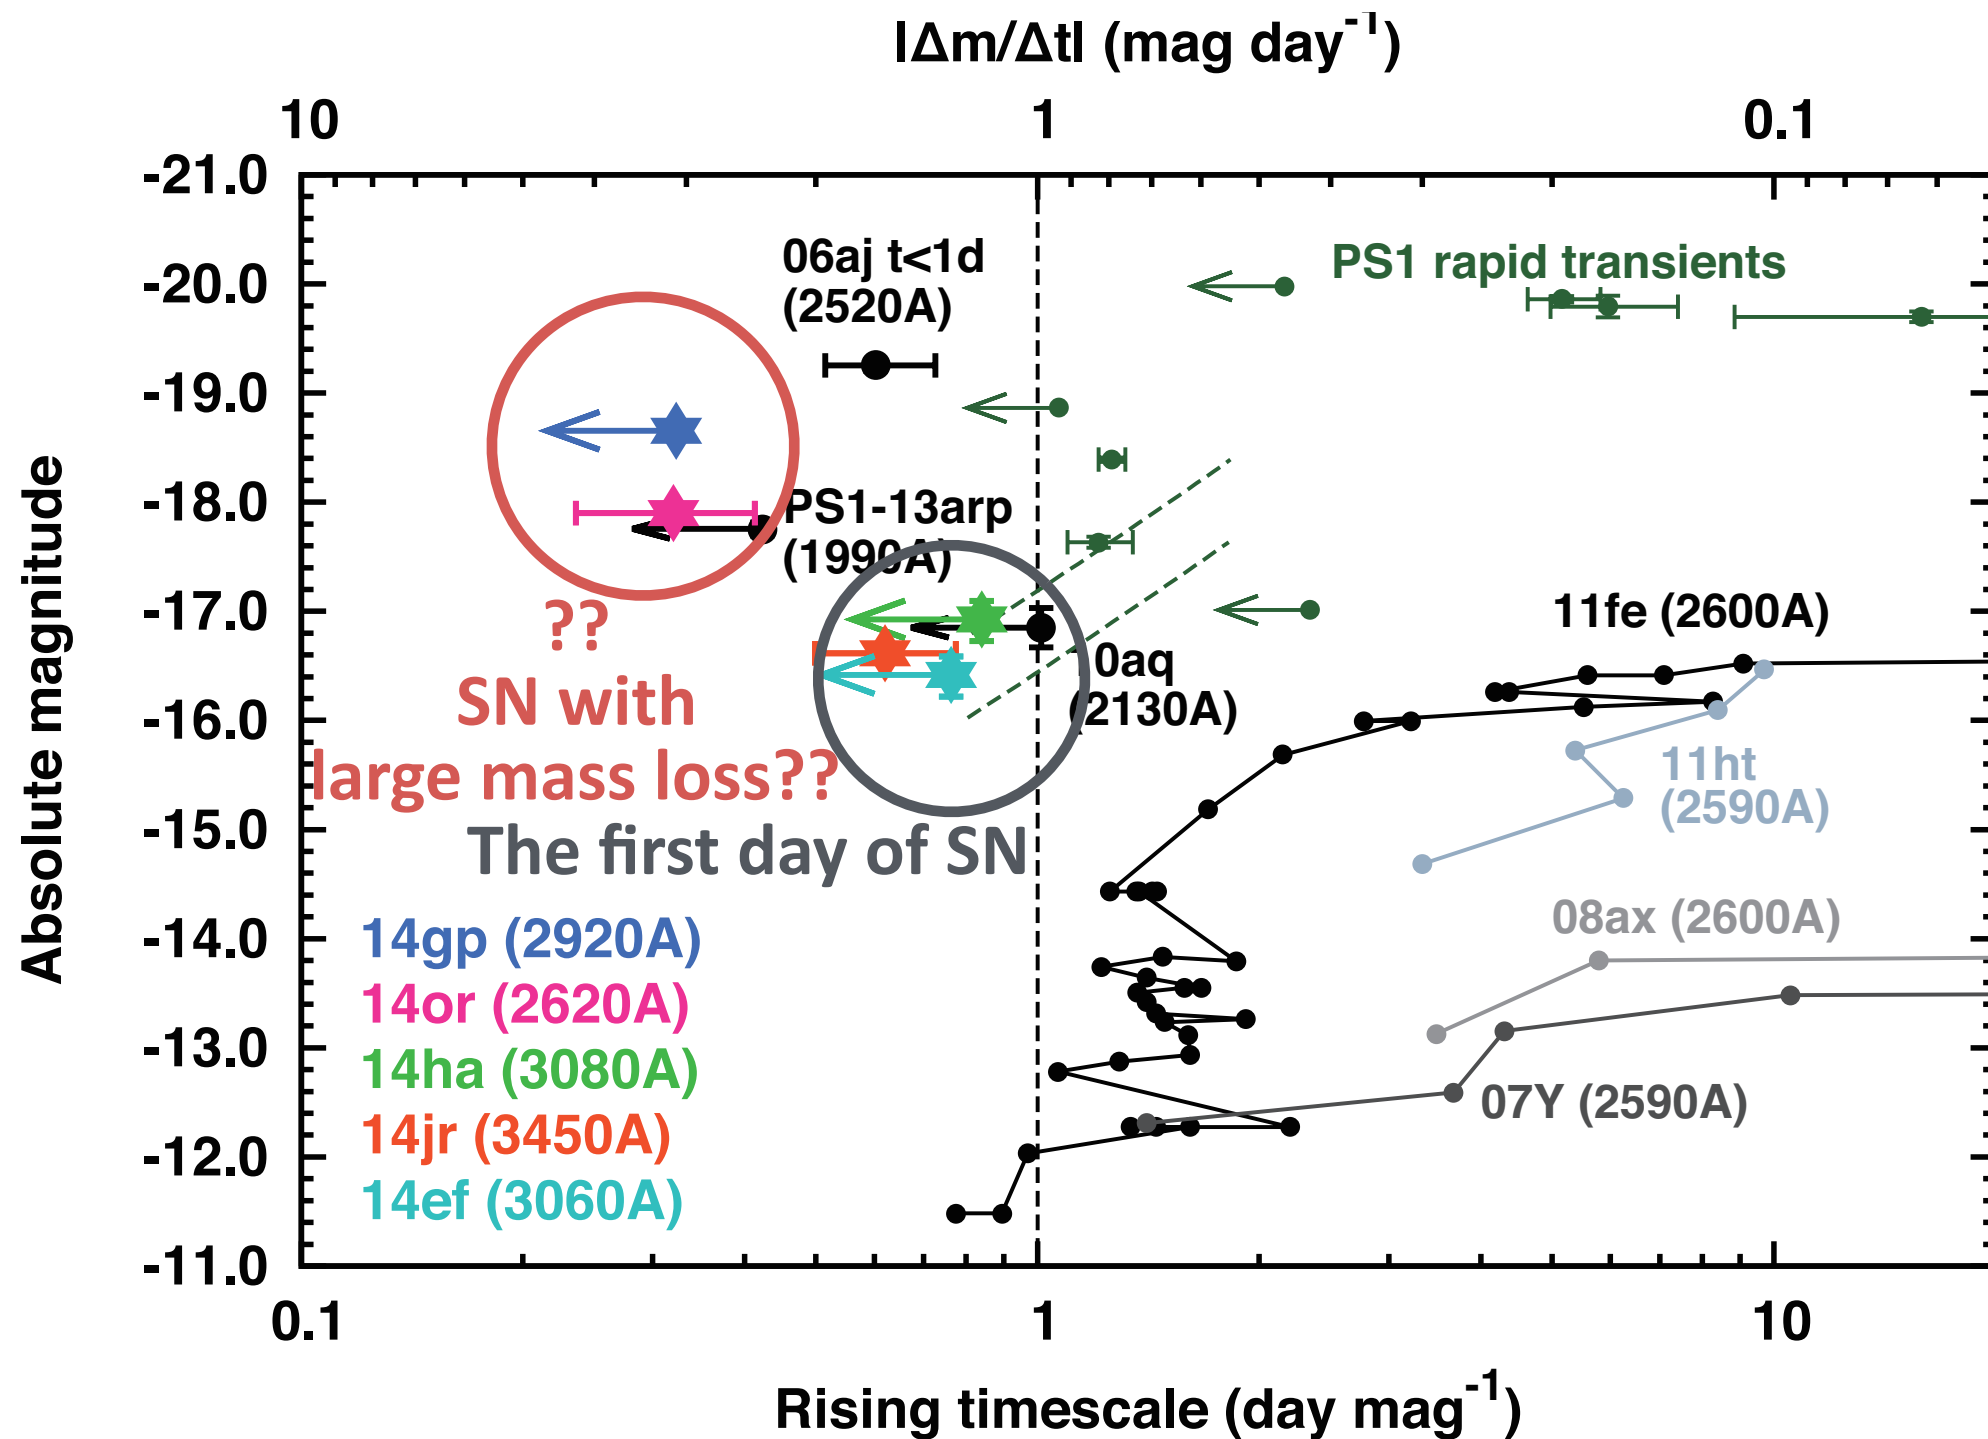 |Δm/Δt| (mag day-1)
10 1 0.1
-21.0
-20.0
-19.0
-18.0
-17.0
-16.0
-15.0
-14.0
-13.0
-12.0
-11.0
Absolute magnitude
06aj t<1d
(2520A)
PS1 rapid transients
PS1-13arp
(1990A)
??
SN with
large mass loss??
The first day of SN
0aq
(2130A)
11fe (2600A)
11ht
(2590A)
08ax (2600A)
07Y (2590A)
14gp (2920A)
14or (2620A)
14ha (3080A)
14jr (3450A)
14ef (3060A)
0.1 1 10
Rising timescale (day mag-1)